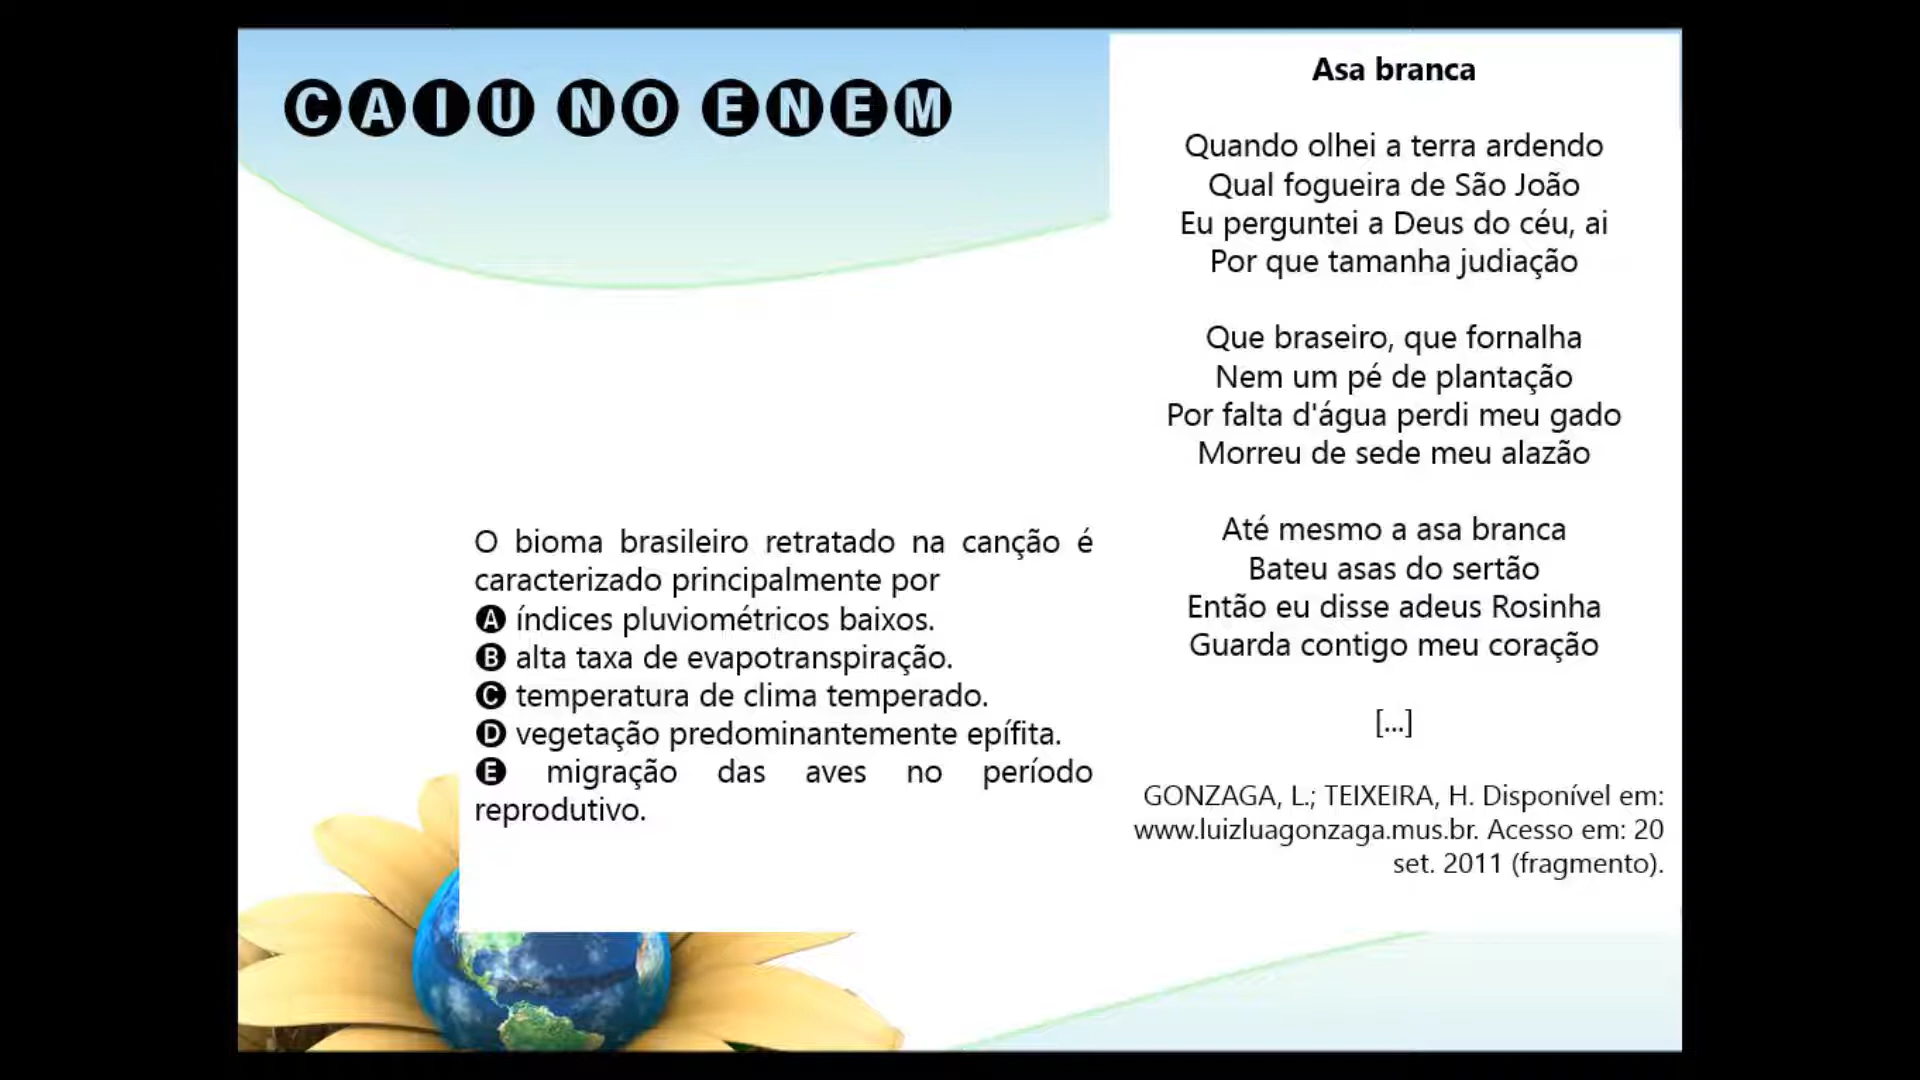 CAIU NO ENEM
O bioma brasileiro retratado na canção é
caracterizado principalmente por
A índices pluviométricos baixos.
B alta taxa de evapotranspiração.
C temperatura de clima temperado.
D vegetação predominantemente epífita.
E migração das aves no período
reprodutivo.
Asa branca
Quando olhei a terra ardendo
Qual fogueira de São João
Eu perguntei a Deus do céu, ai
Por que tamanha judiação
Que braseiro, que fornalha
Nem um pé de plantação
Por falta d'água perdi meu gado
Morreu de sede meu alazão
Até mesmo a asa branca
Bateu asas do sertão
Então eu disse adeus Rosinha
Guarda contigo meu coração
[...]
GONZAGA, L.; TEIXEIRA, H. Disponível em:
www.luizluagonzaga.mus.br. Acesso em: 20
set. 2011 (fragmento).